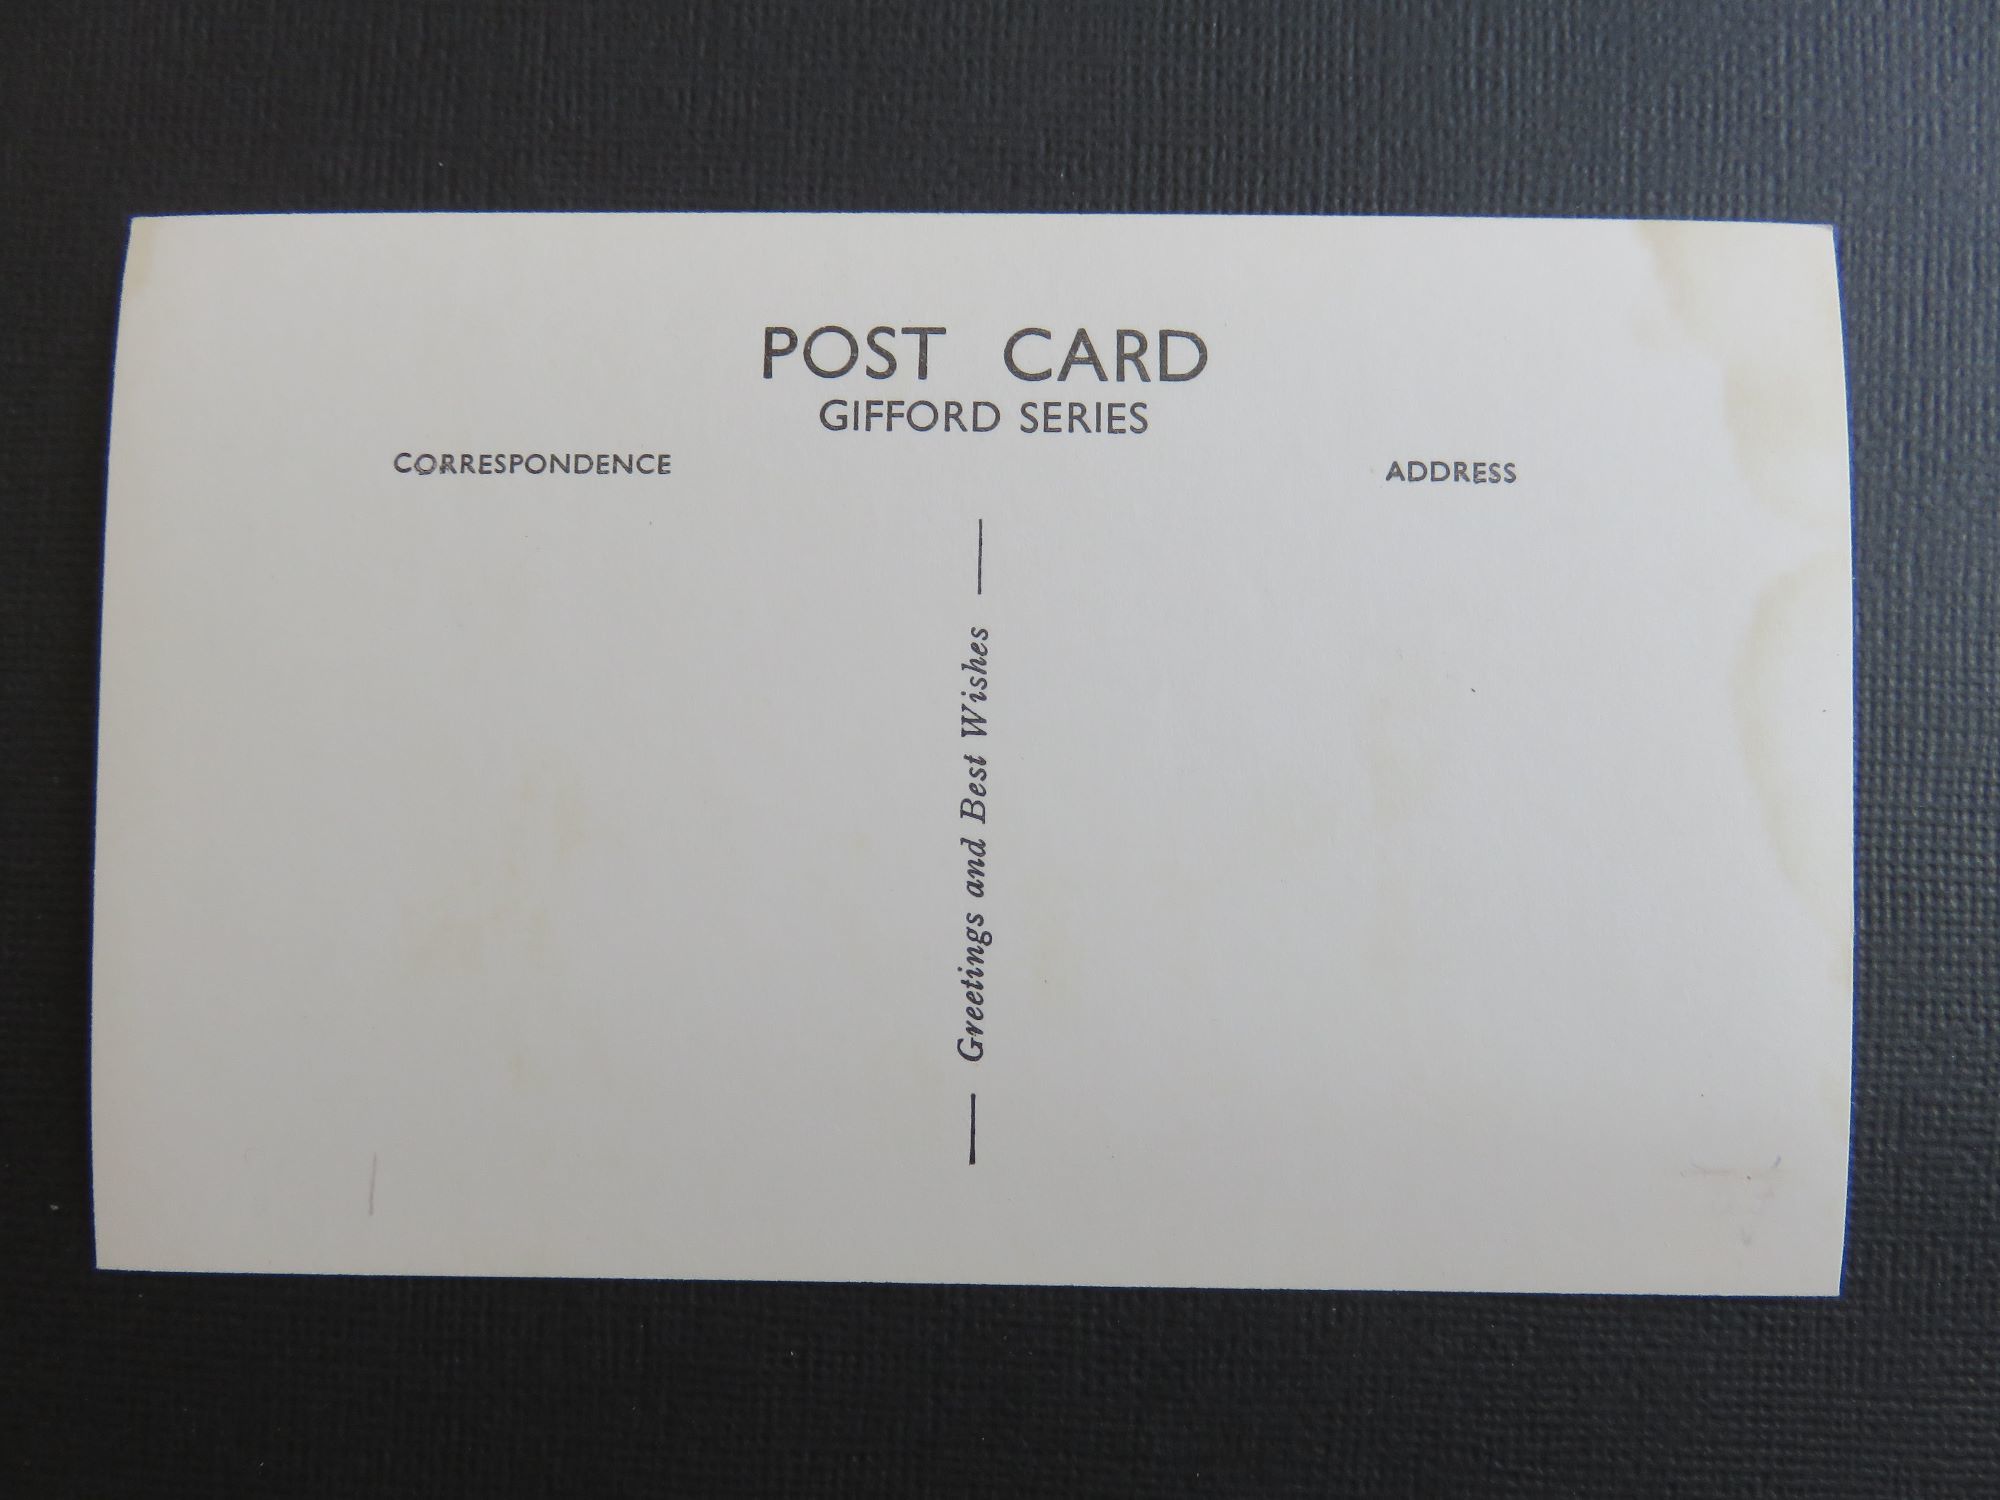 POST CARD
GIFFORD SERIES
CORRESPONDENCE
ADDRESS
Greetings and Best Wishes